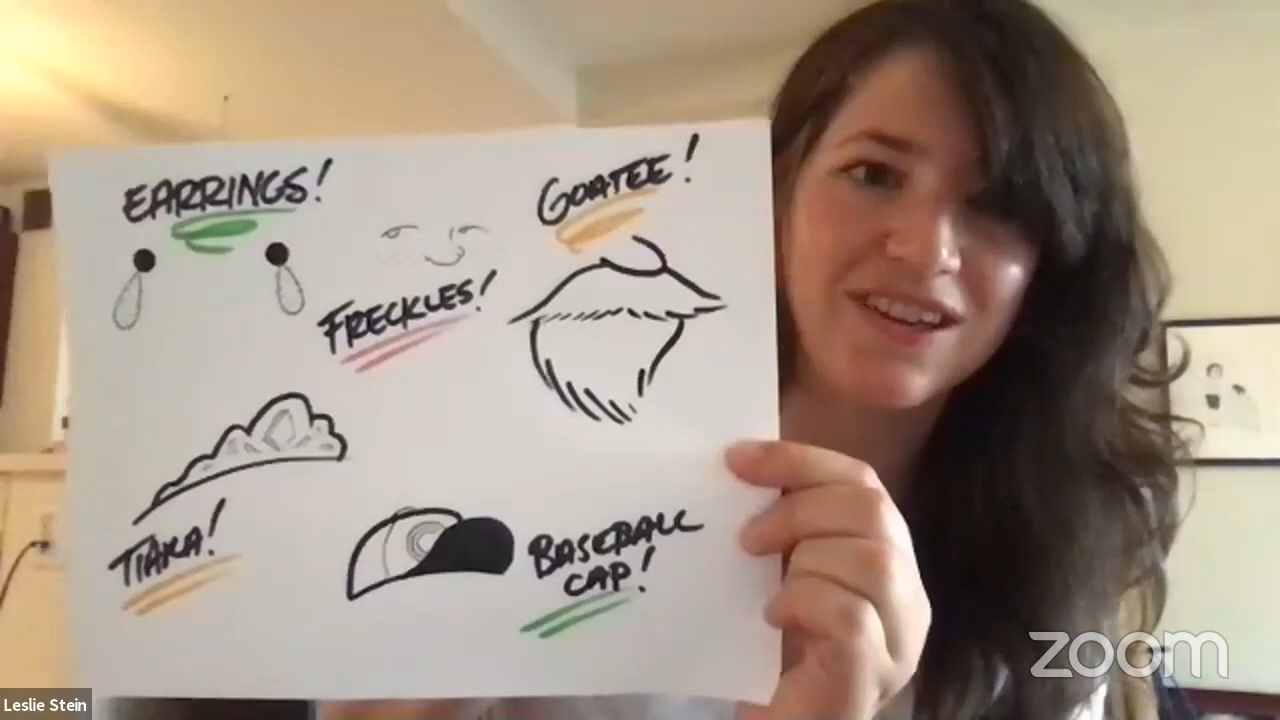 EARRINGS!
GOATEE!
FRECKLES!
TIARA!
BASEBALL
CAP!
zoom
Leslie Stein